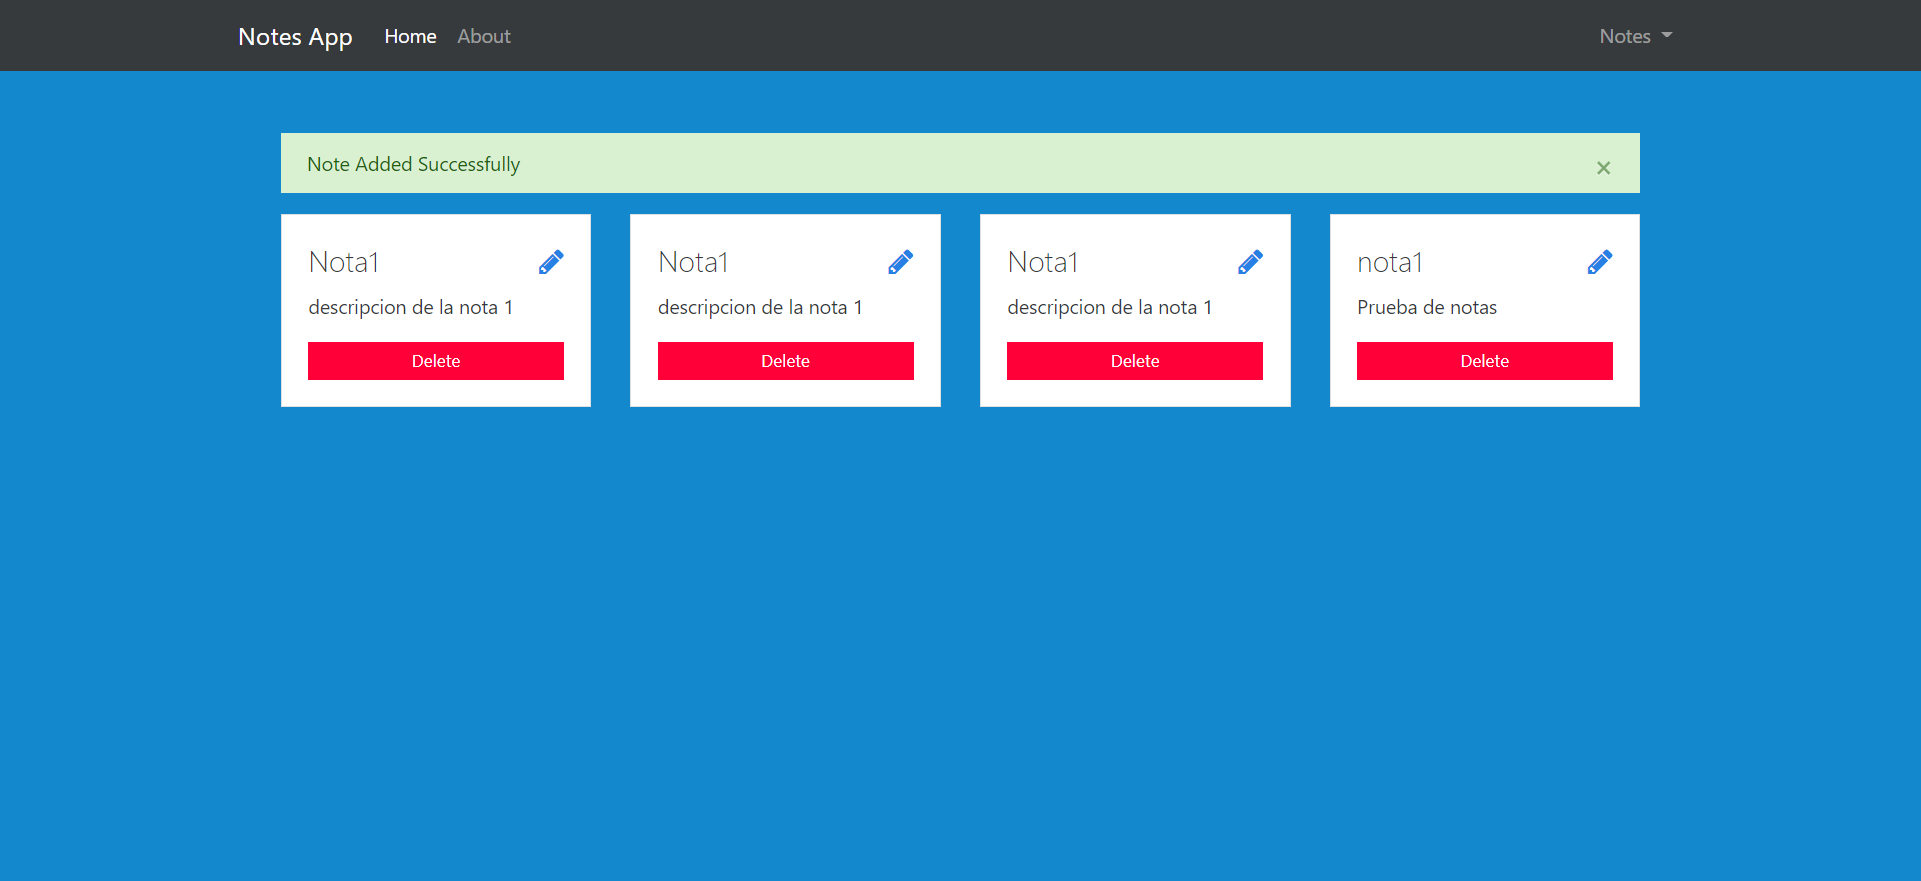 Notes App Home About Notes
Note Added Successfully ×
Nota1 Nota1 Nota1 nota1
descripcion de la nota 1 descripcion de la nota 1 descripcion de la nota 1 Prueba de notas
Delete Delete Delete Delete